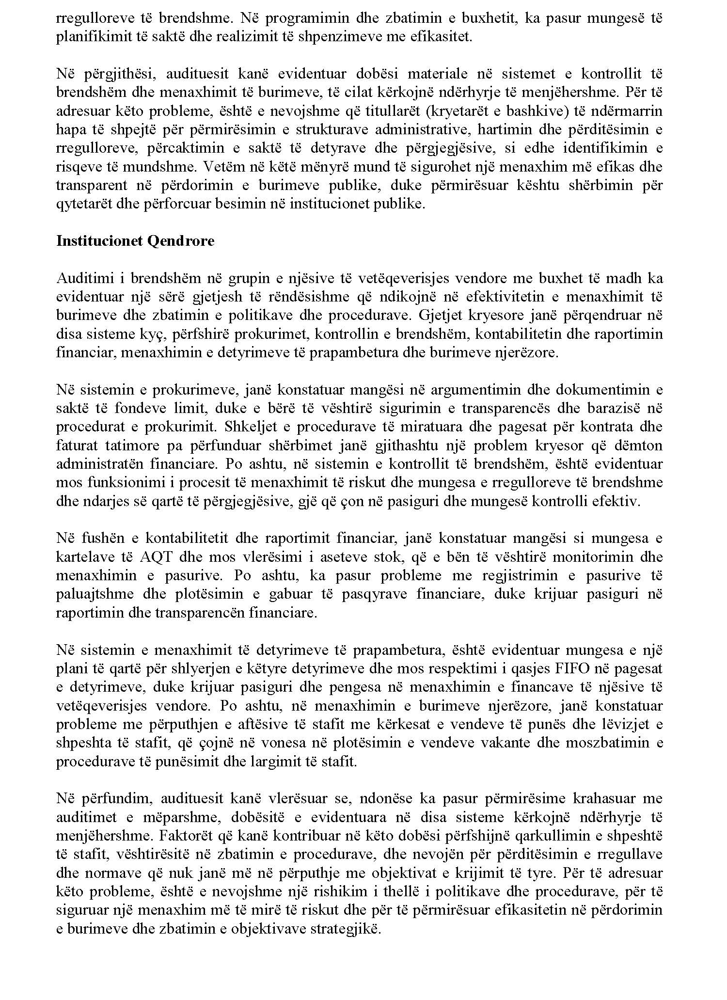 rregulloreve të brendshme. Në programimin dhe zbatimin e buxhetit, ka pasur mungesë të
planifikimit të saktë dhe realizimit të shpenzimeve me efikasitet.
Në përgjithësi, audituesit kanë evidentuar dobësi materiale në sistemet e kontrollit të
brendshëm dhe menaxhimit të burimeve, të cilat kërkojnë ndërhyrje të menjëhershme. Për të
adresuar këto probleme, është e nevojshme që titullarët (kryetarët e bashkive) të ndërmarrin
hapa të shpejtë për përmirësimin e strukturave administrative, hartimin dhe përditësimin e
rregulloreve, përcaktimin e saktë të detyrave dhe përgjegjësive, si edhe identifikimin e
risqeve të mundshme. Vetëm në këtë mënyrë mund të sigurohet një menaxhim më efikas dhe
transparent në përdorimin e burimeve publike, duke përmirësuar kështu shërbimin për
qytetarët dhe përforcuar besimin në institucionet publike.
Institucionet Qendrore
Auditimi i brendshëm në grupin e njësive të vetëqeverisjes vendore me buxhet të madh ka
evidentuar një sërë gjetjesh të rëndësishme që ndikojnë në efektivitetin e menaxhimit të
burimeve dhe zbatimin e politikave dhe procedurave. Gjetjet kryesore janë përqendruar në
disa sisteme kyç, përfshirë prokurimet, kontrollin e brendshëm, kontabilitetin dhe raportimin
financiar, menaxhimin e detyrimeve të prapambetura dhe burimeve njerëzore.
Në sistemin e prokurimeve, janë konstatuar mangësi në argumentimin dhe dokumentimin e
saktë të fondeve limit, duke e bërë të vështirë sigurimin e transparencës dhe barazisë në
procedurat e prokurimit. Shkeljet e procedurave të miratuara dhe pagesat për kontrata dhe
faturat tatimore pa përfunduar shërbimet janë gjithashtu një problem kryesor që dëmton
administratën financiare. Po ashtu, në sistemin e kontrollit të brendshëm, është evidentuar
mos funksionimi i procesit të menaxhimit të riskut dhe mungesa e rregulloreve të brendshme
dhe ndarjes së qartë të përgjegjësive, gjë që çon në pasiguri dhe mungesë kontrolli efektiv.
Në fushën e kontabilitetit dhe raportimit financiar, janë konstatuar mangësi si mungesa e
kartelave të AQT dhe mos vlerësimi i aseteve stok, që e bën të vështirë monitorimin dhe
menaxhimin e pasurive. Po ashtu, ka pasur probleme me regjistrimin e pasurive të
paluajtshme dhe plotësimin e gabuar të pasqyrave financiare, duke krijuar pasiguri në
raportimin dhe transparencën financiare.
Në sistemin e menaxhimit të detyrimeve të prapambetura, është evidentuar mungesa e një
plani të qartë për shlyerjen e këtyre detyrimeve dhe mos respektimi i qasjes FIFO në pagesat
e detyrimeve, duke krijuar pasiguri dhe pengesa në menaxhimin e financave të njësive të
vetëqeverisjes vendore. Po ashtu, në menaxhimin e burimeve njerëzore, janë konstatuar
probleme me përputhjen e aftësive të stafit me kërkesat e vendeve të punës dhe lëvizjet e
shpeshta të stafit, që çojnë në vonesa në plotësimin e vendeve vakante dhe moszbatimin e
procedurave të punësimit dhe largimit të stafit.
Në përfundim, audituesit kanë vlerësuar se, ndonëse ka pasur përmirësime krahasuar me
auditimet e mëparshme, dobësitë e evidentuara në disa sisteme kërkojnë ndërhyrje të
menjëhershme. Faktorët që kanë kontribuar në këto dobësi përfshijnë qarkullimin e shpeshtë
të stafit, vështirësitë në zbatimin e procedurave, dhe nevojën për përditësimin e rregullave
dhe normave që nuk janë më në përputhje me objektivat e krijimit të tyre. Për të adresuar
këto probleme, është e nevojshme një rishikim i thellë i politikave dhe procedurave, për të
siguruar një menaxhim më të mirë të riskut dhe për të përmirësuar efikasitetin në përdorimin
e burimeve dhe zbatimin e objektivave strategjikë.